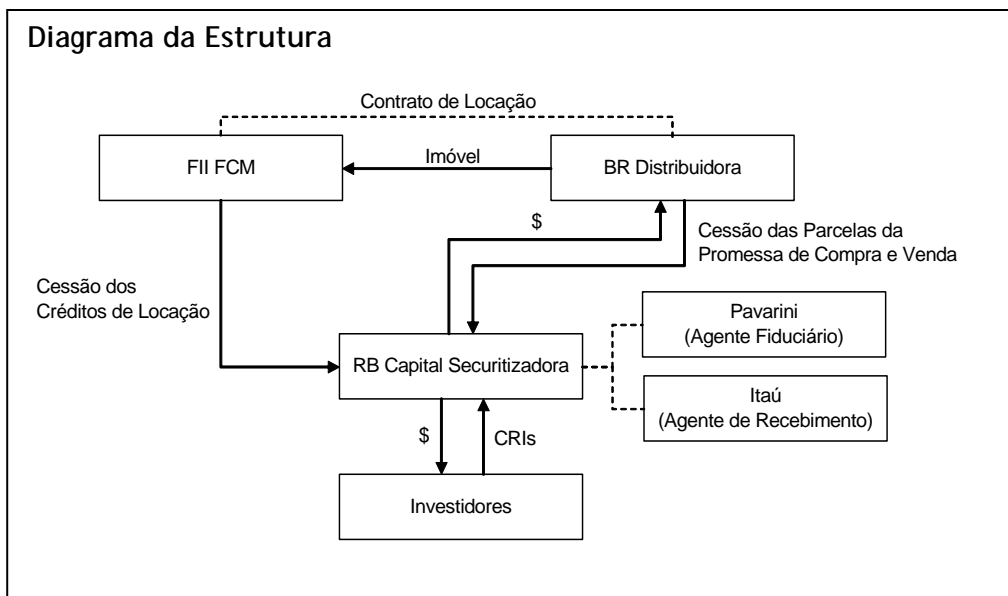 Diagrama da Estrutura
Contrato de Locação
FII FCM
Imóvel
BR Distribuidora
$
Cessão das Parcelas da
Promessa de Compra e Venda
Cessão dos
Créditos de Locação
Pavarini
(Agente Fiduciário)
RB Capital Securitizadora
Itaú
(Agente de Recebimento)
$
CRIs
Investidores